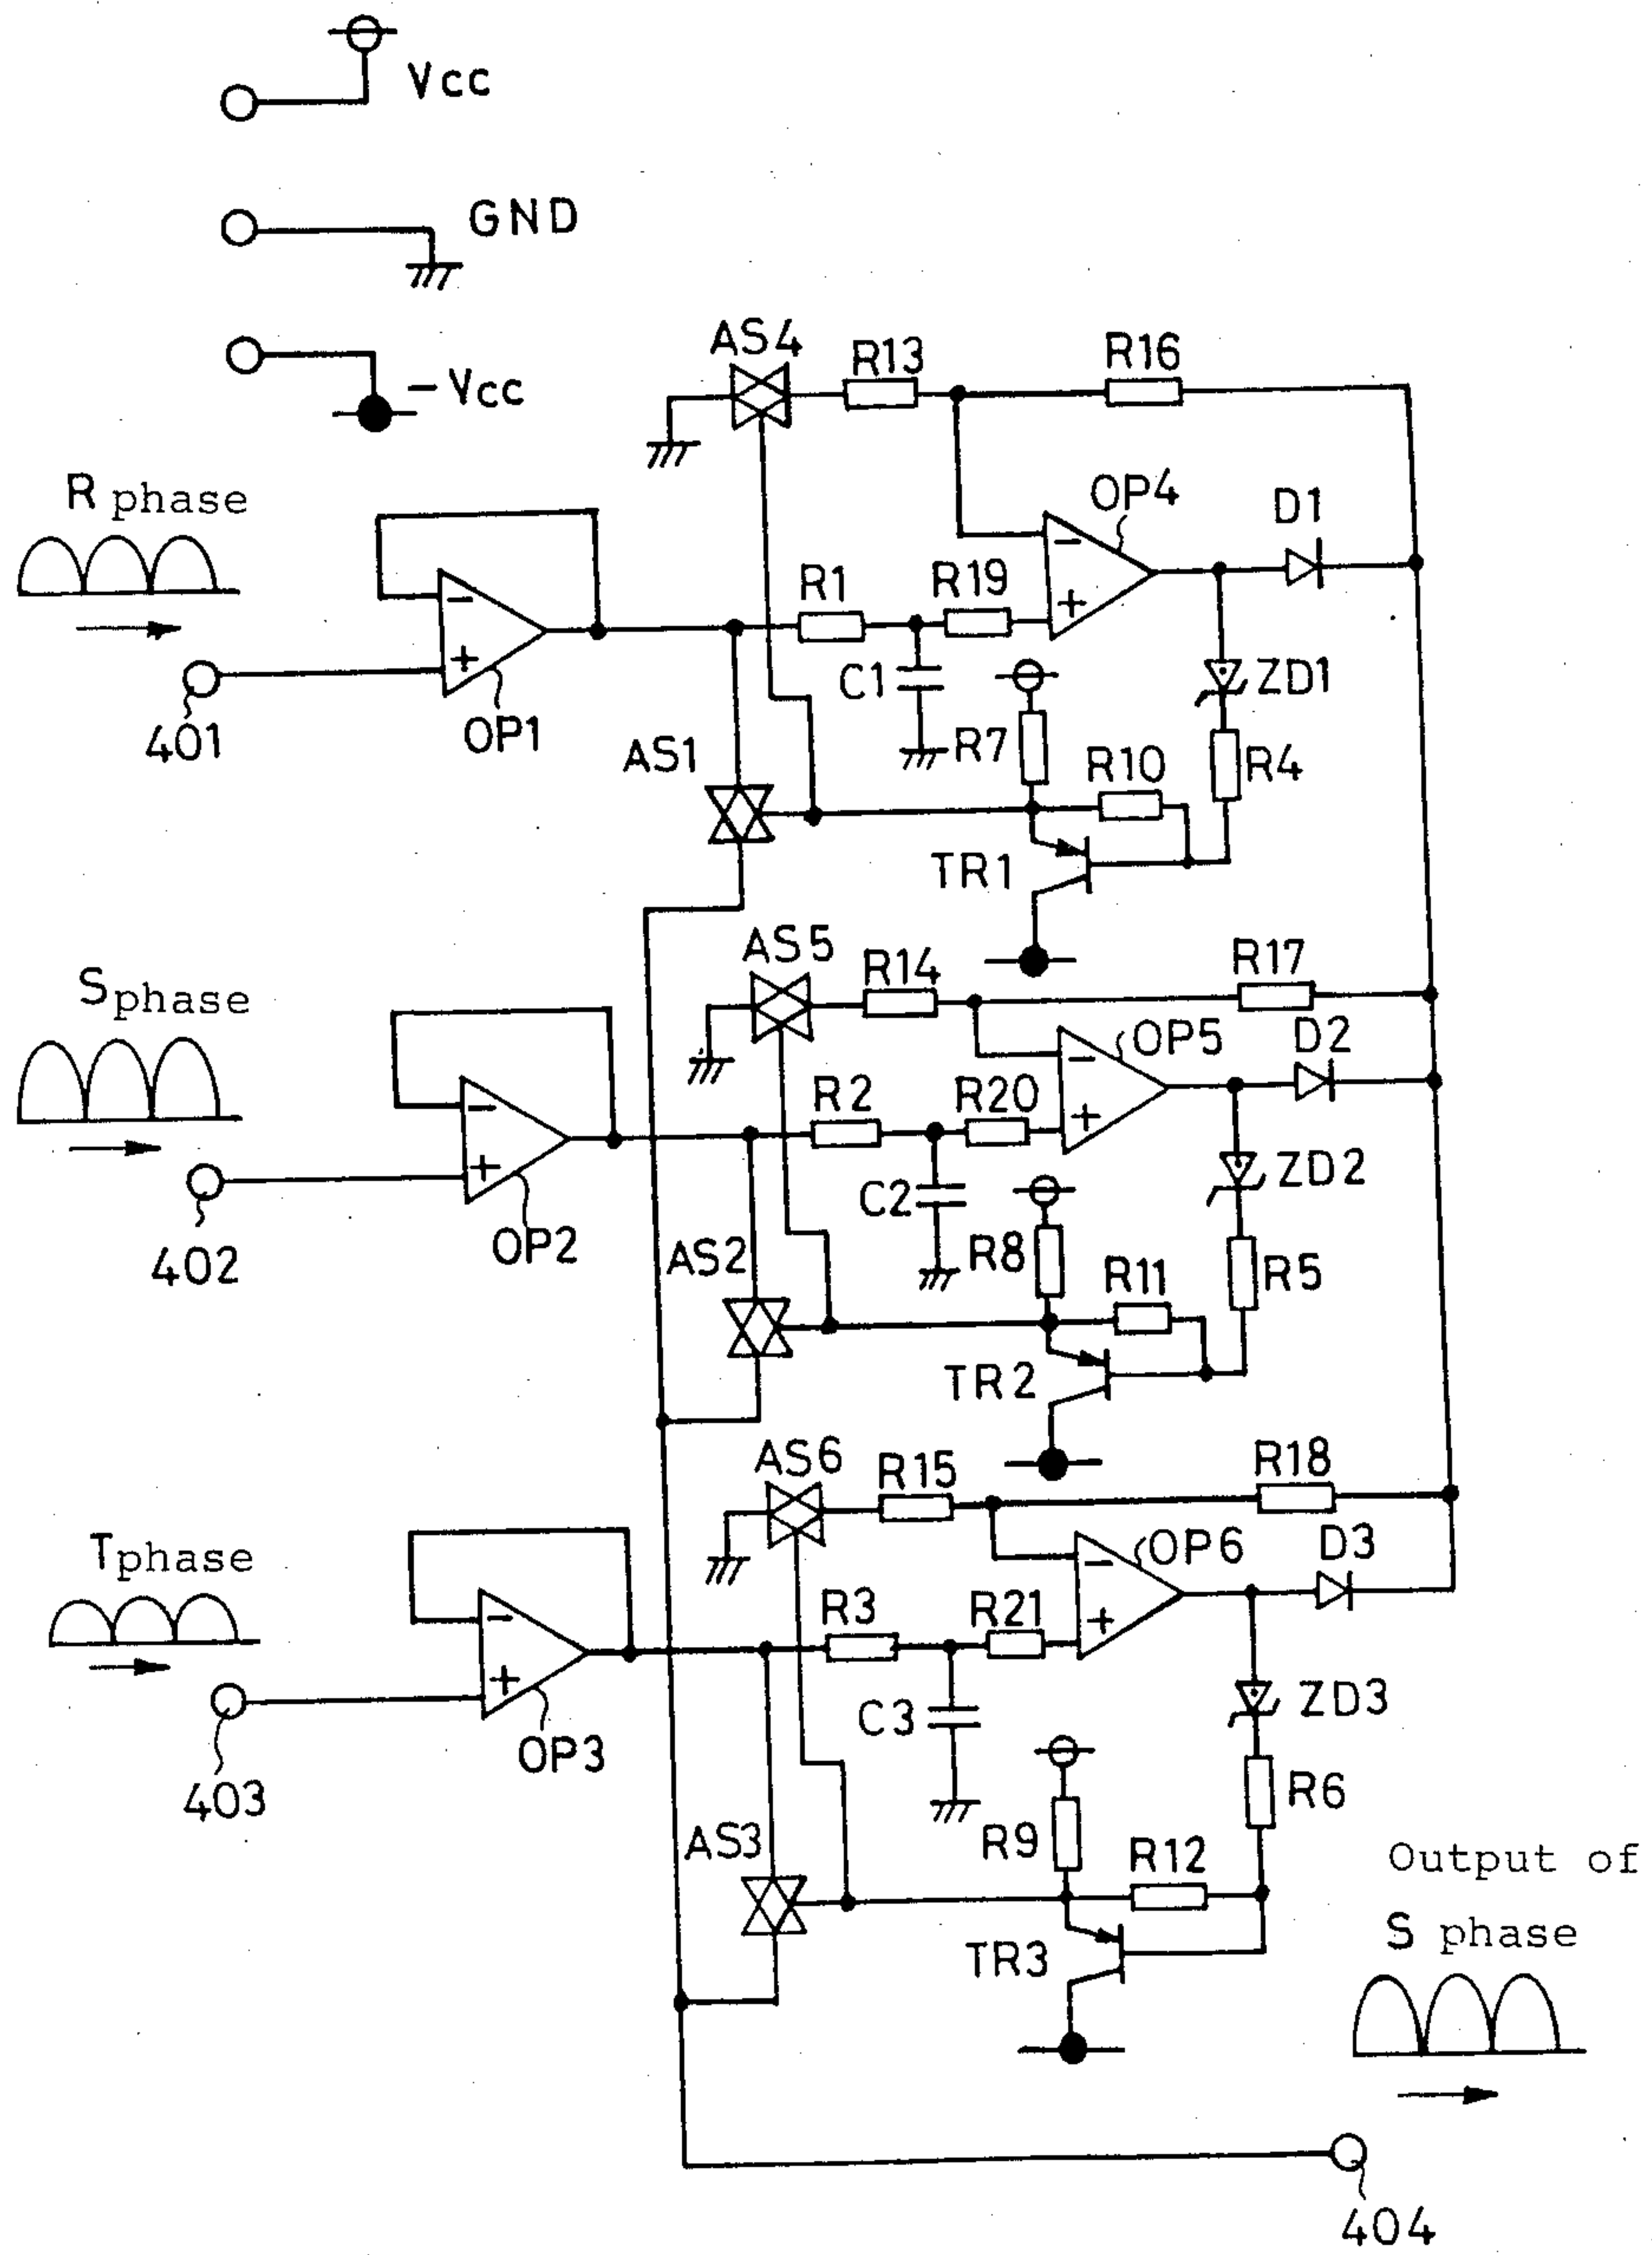 Vcc
GND
-Vcc
AS4
R13
R16
R phase
OP4
D1
R1
R19
C1
ZD1
401
OP1
AS1
R7
R10
R4
TR1
AS5
R14
R17
S phase
OP5
D2
R2
R20
C2
ZD2
402
OP2
AS2
R8
R11
R5
TR2
AS6
R15
R18
T phase
OP6
D3
R3
R21
C3
ZD3
403
OP3
AS3
R9
R12
R6
Output of
S phase
TR3
404